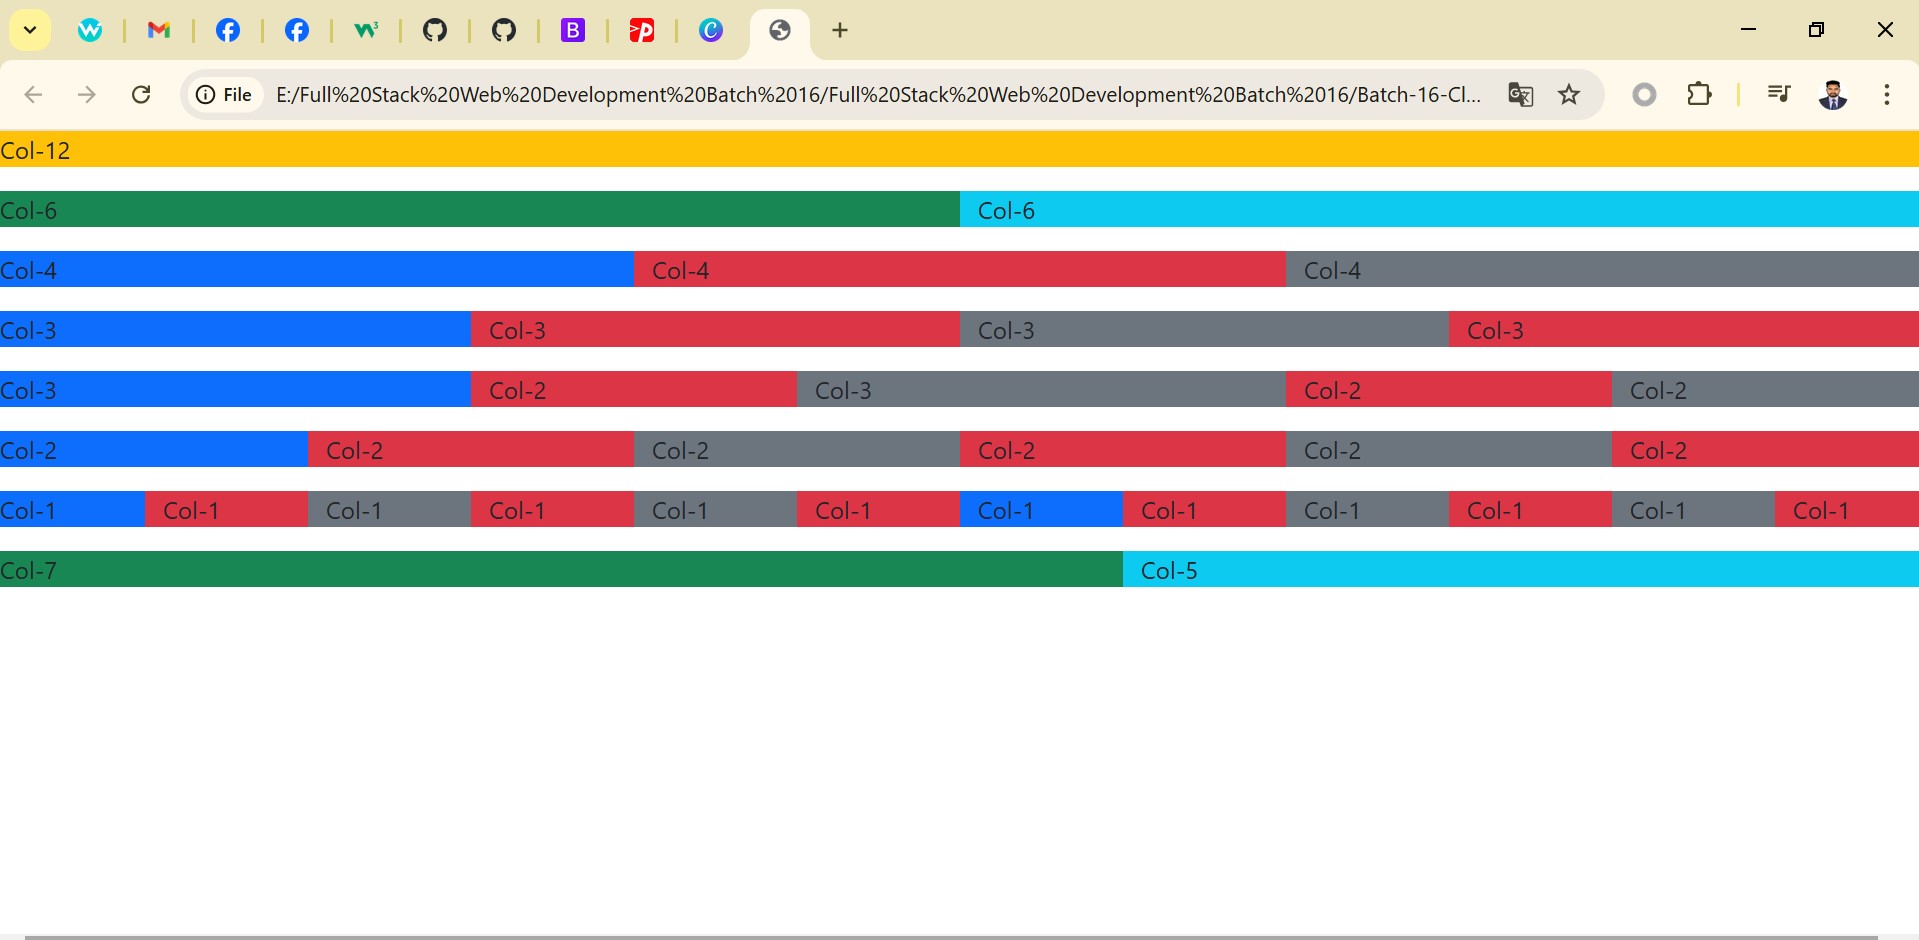 File E:/Full%20Stack%20Web%20Development%20Batch%2016/Full%20Stack%20Web%20Development%20Batch%2016/Batch-16-Cl...
Col-12
Col-6 Col-6
Col-4 Col-4 Col-4
Col-3 Col-3 Col-3 Col-3
Col-3 Col-2 Col-3 Col-2 Col-2
Col-2 Col-2 Col-2 Col-2 Col-2 Col-2
Col-1 Col-1 Col-1 Col-1 Col-1 Col-1 Col-1 Col-1 Col-1 Col-1 Col-1 Col-1
Col-7 Col-5